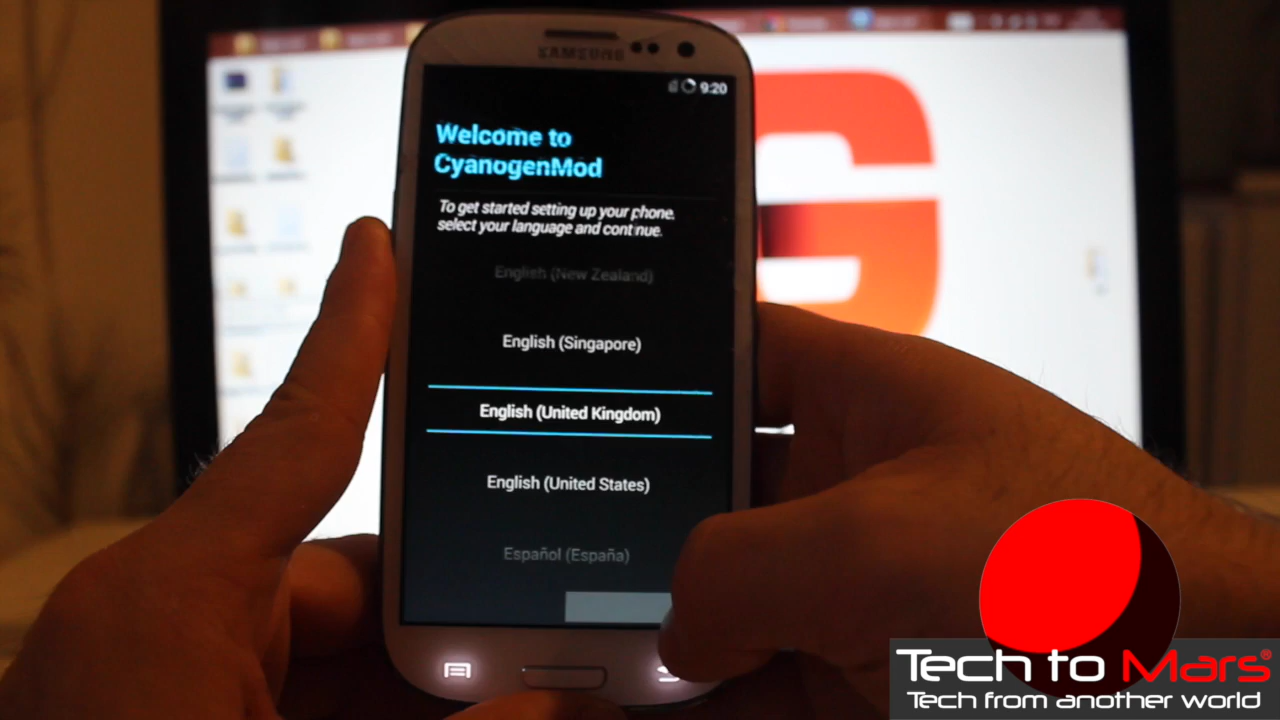 SAMSUNG
9:20
Welcome to
CyanogenMod
To get started setting up your phone,
select your language and continue.
English (New Zealand)
English (Singapore)
English (United Kingdom)
English (United States)
Español (España)
Tech to Mars®
Tech from another world